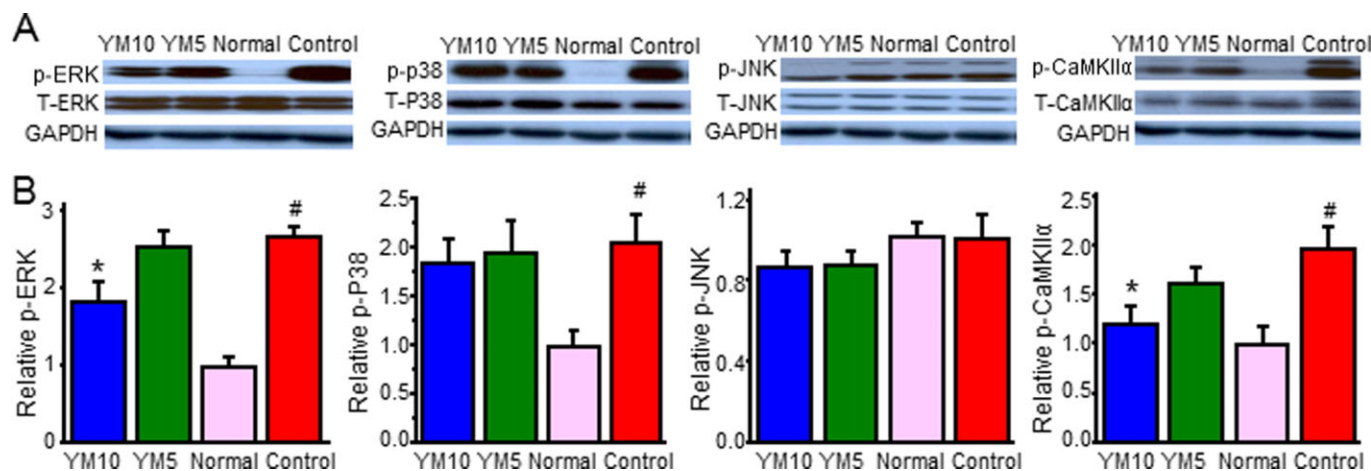 A
YM10 YM5 Normal Control
p-ERK
T-ERK
GAPDH
YM10 YM5 Normal Control
p-p38
T-P38
GAPDH
YM10 YM5 Normal Control
p-JNK
T-JNK
GAPDH
YM10 YM5 Normal Control
p-CaMKIIα
T-CaMKIIα
GAPDH
B
Relative p-ERK
3
2
1
0
*
#
YM10 YM5 Normal Control
Relative p-P38
2.5
2.0
1.5
1.0
0.5
0.0
#
YM10 YM5 Normal Control
Relative p-JNK
1.2
0.8
0.4
0.0
YM10 YM5 Normal Control
Relative p-CaMKIIα
2.5
2.0
1.5
1.0
0.5
0.0
*
#
YM10 YM5 Normal Control